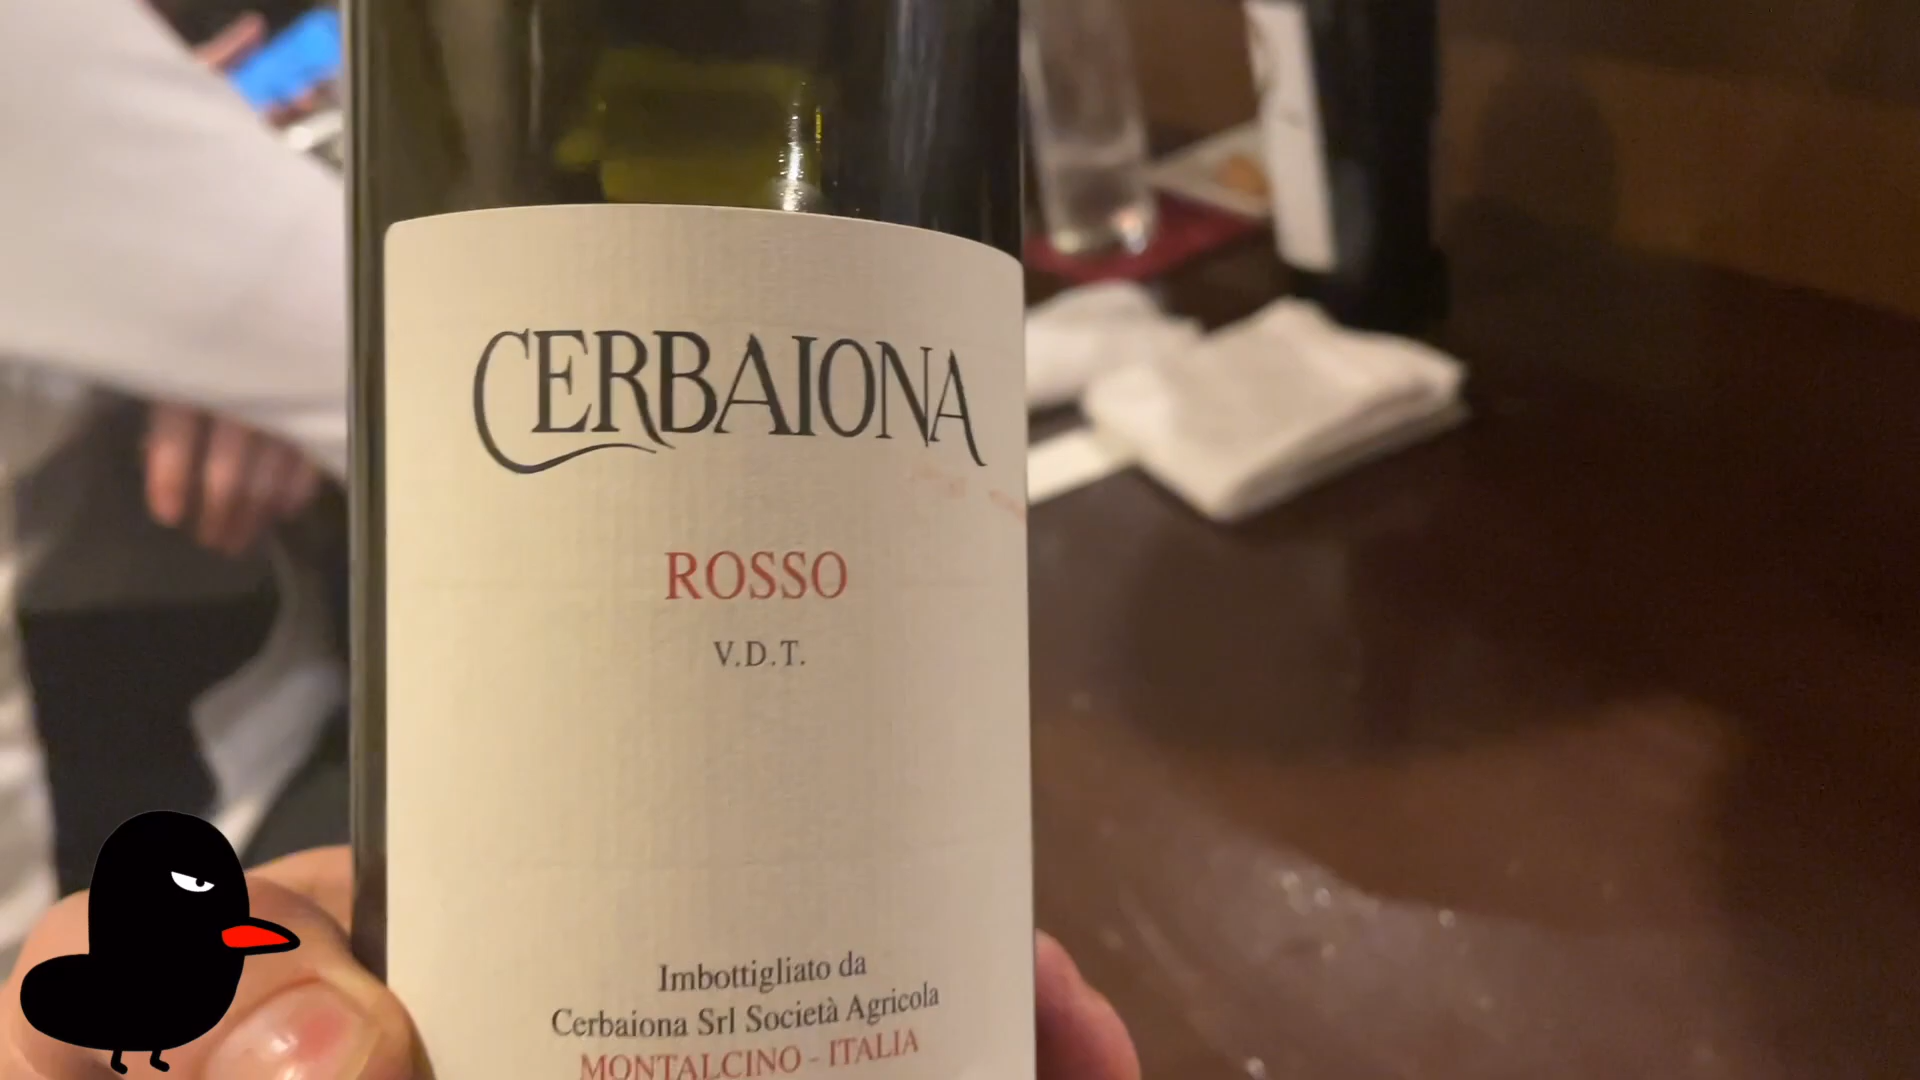 CERBAIONA
ROSSO
V.D.T.
Imbottigliato da
Cerbaiona Srl Società Agricola
MONTALCINO - ITALIA